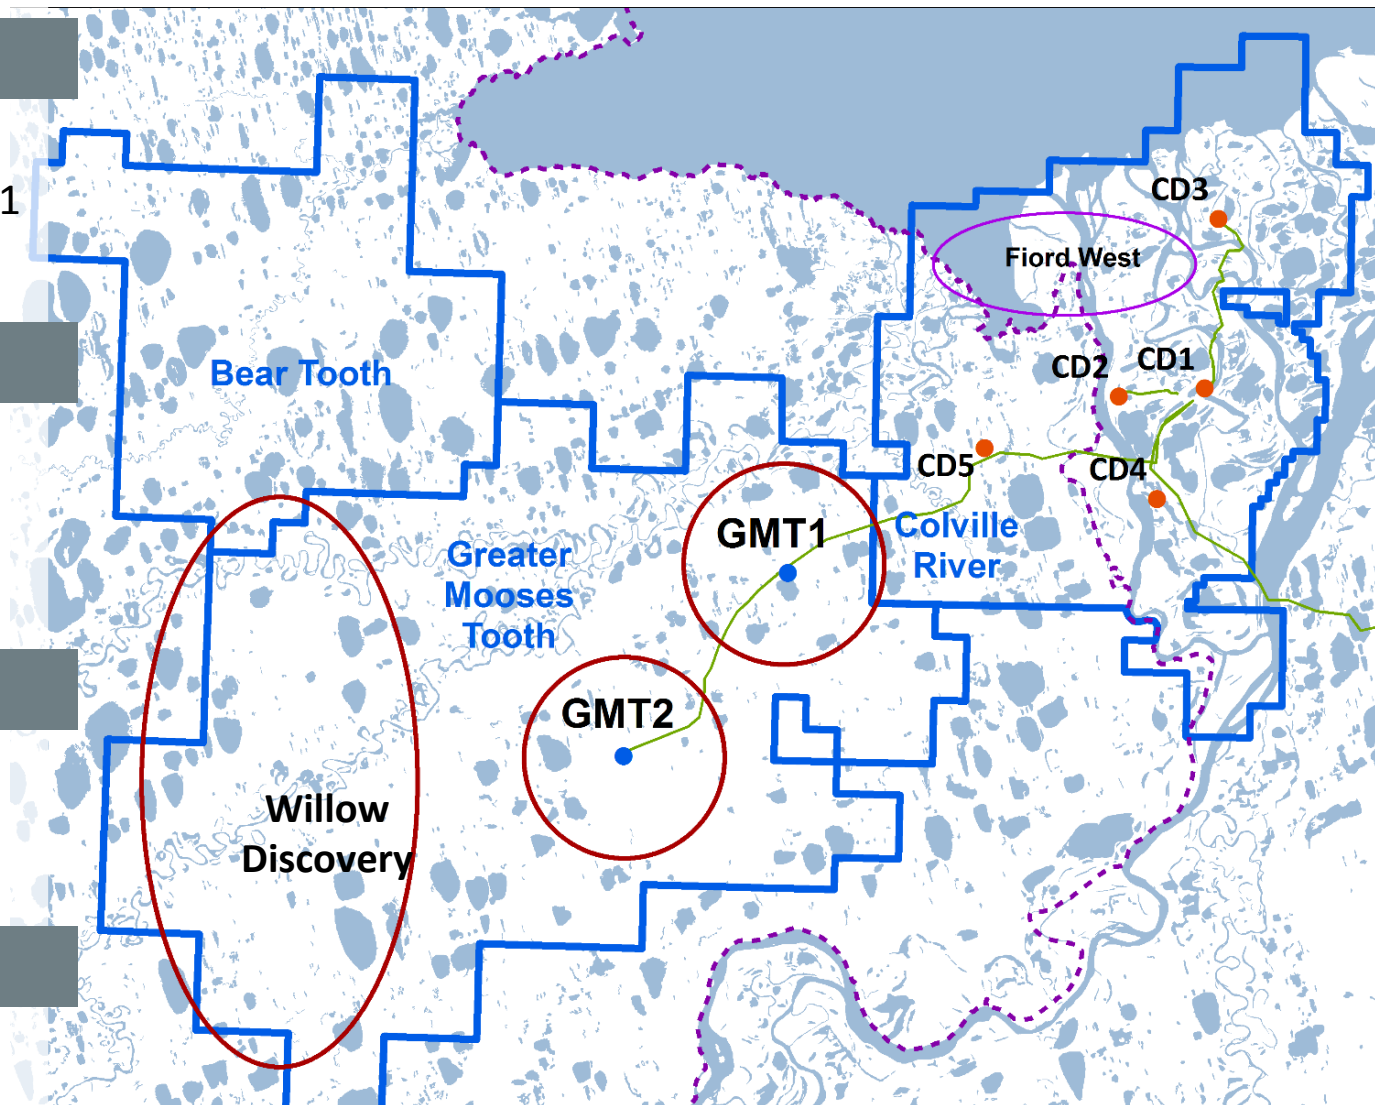 CD3
1
Fiord West
CD2
CD1
Bear Tooth
CD5
CD4
GMT1
Colville
River
Greater
Mooses
Tooth
GMT2
Willow
Discovery